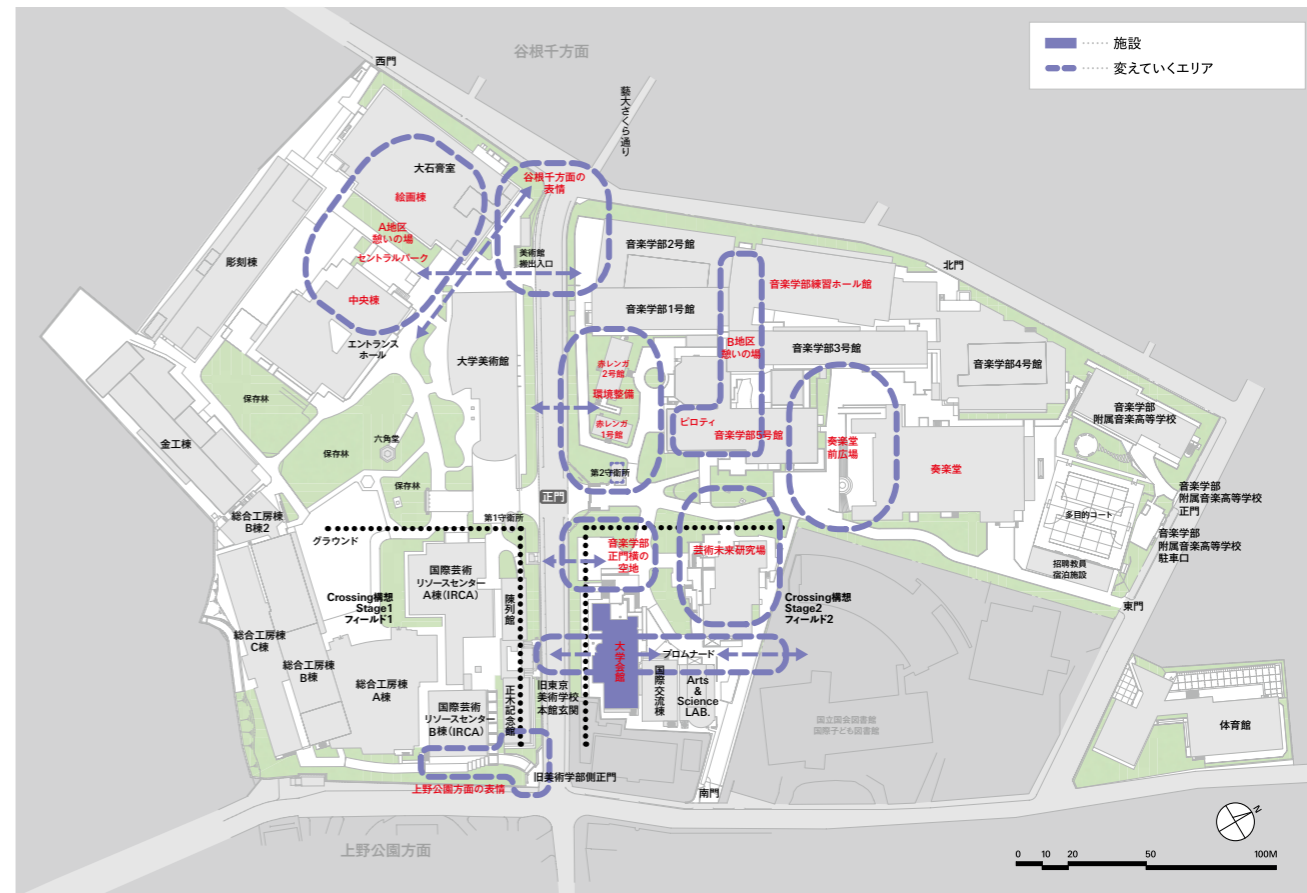 谷根千方面
施設
変えていくエリア
西門
藝大さくら通り
大石膏室
絵画棟
谷根千方面の
表情
A地区
憩いの場
セントラルパーク
美術館
搬出入口
音楽学部2号館
北門
彫刻棟
中央棟
音楽学部練習ホール館
音楽学部1号館
エントランス
ホール
大学美術館
B地区
憩いの場
音楽学部3号館
音楽学部4号館
赤レンガ
2号館
環境整備
赤レンガ
1号館
ピロティ
音楽学部5号館
保存林
金工棟
六角堂
保存林
保存林
奏楽堂
前広場
奏楽堂
音楽学部
附属音楽高等学校
第2守衛所
正門
音楽学部
附属音楽高等学校
正門
多目的コート
音楽学部
附属音楽高等学校
駐車口
招聘教員
宿泊施設
東門
総合工房棟
B棟2
グラウンド
第1守衛所
音楽学部
正門横の
空地
芸術未来研究場
国際芸術
リソースセンター
A棟(IRCA)
陳列館
Crossing構想
Stage1
フィールド1
Crossing構想
Stage2
フィールド2
総合工房棟
C棟
総合工房棟
B棟
総合工房棟
A棟
大学会館
プロムナード
国際交流棟
Arts
&
Science
LAB.
国際芸術
リソースセンター
B棟(IRCA)
正木記念館
旧東京
美術学校
本館玄関
国立国会図書館
国際子ども図書館
体育館
旧美術学部側正門
上野公園方面の表情
南門
上野公園方面
N
0 10 20 50 100M